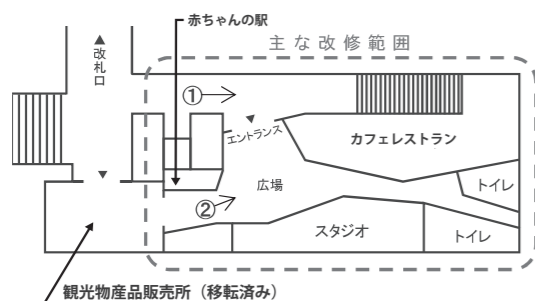 赤ちゃんの駅
主な改修範囲
▲改札口
①
エントランス
カフェレストラン
広場
②
トイレ
スタジオ
トイレ
観光物産品販売所（移転済み）